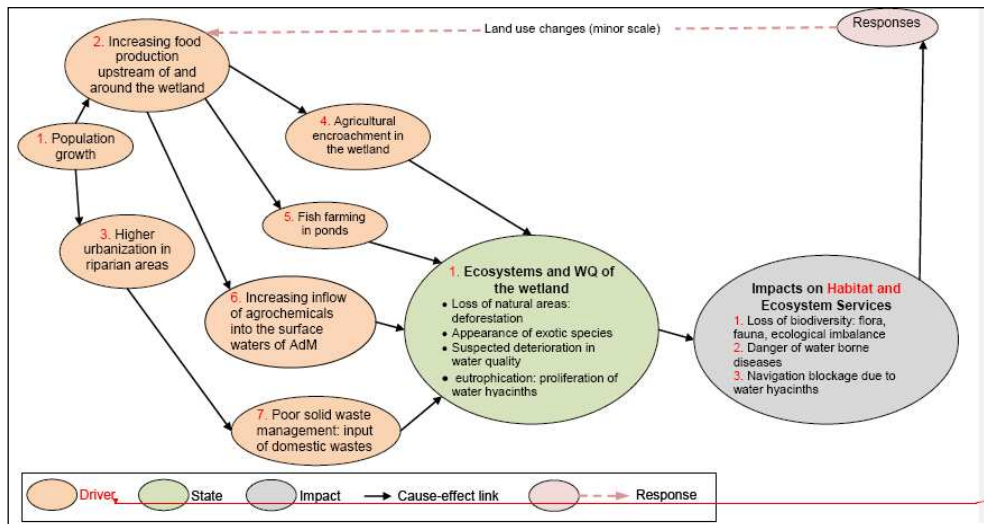 Land use changes (minor scale)
Responses
2. Increasing food
production
upstream of and
around the wetland
1. Population
growth
4. Agricultural
encroachment in
the wetland
3. Higher
urbanization in
riparian areas
5. Fish farming
in ponds
6. Increasing inflow
of agrochemicals
into the surface
waters of AdM
7. Poor solid waste
management: input
of domestic wastes
1. Ecosystems and WQ of
the wetland
• Loss of natural areas:
deforestation
• Appearance of exotic species
• Suspected deterioration in
water quality
• eutrophication: proliferation of
water hyacinths
Impacts on Habitat and
Ecosystem Services
1. Loss of biodiversity: flora,
fauna, ecological imbalance
2. Danger of water borne
diseases
3. Navigation blockage due to
water hyacinths
Driver
State
Impact
Cause-effect link
Response